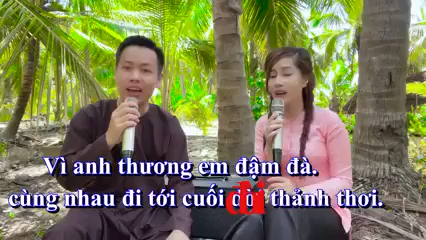 Vì anh thương em đậm đà.
cùng nhau đi tới cuối đời thảnh thơi.